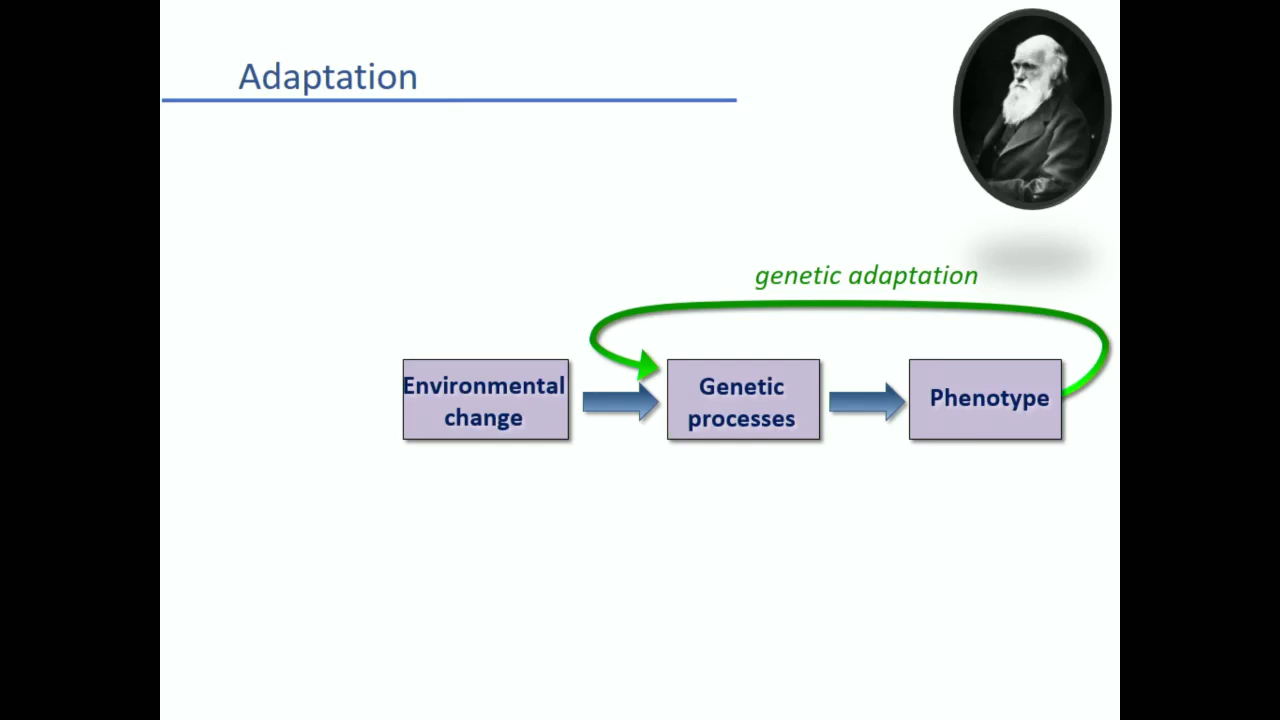 Adaptation
genetic adaptation
Environmental
change
Genetic
processes
Phenotype